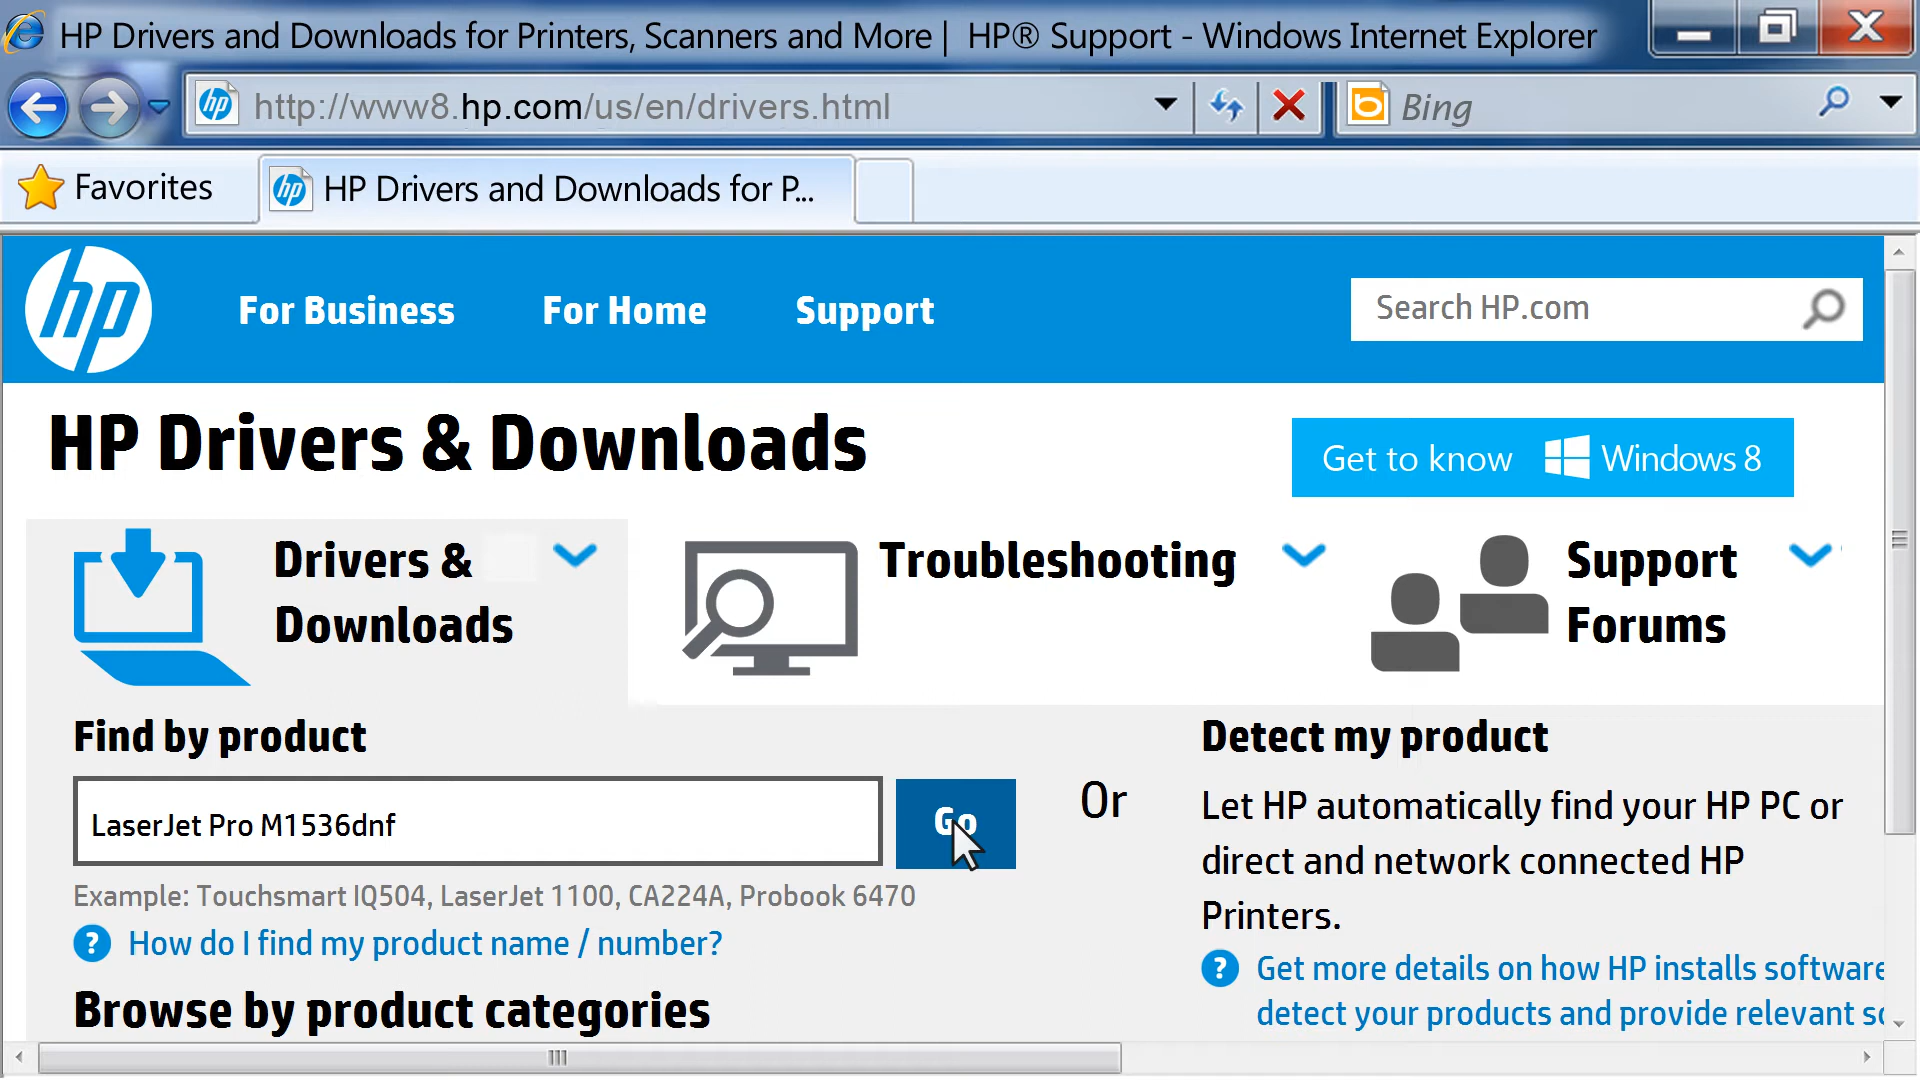 HP Drivers and Downloads for Printers, Scanners and More | HP® Support - Windows Internet Explorer
http://www8.hp.com/us/en/drivers.html
Bing
Favorites
HP Drivers and Downloads for P...
hp
For Business
For Home
Support
Search HP.com
HP Drivers & Downloads
Get to know Windows 8
Drivers &
Downloads
Troubleshooting
Support
Forums
Find by product
LaserJet Pro M1536dnf
Go
Example: Touchsmart IQ504, LaserJet 1100, CA224A, Probook 6470
? How do I find my product name / number?
Browse by product categories
Or
Detect my product
Let HP automatically find your HP PC or
direct and network connected HP
Printers.
? Get more details on how HP installs software
detect your products and provide relevant so